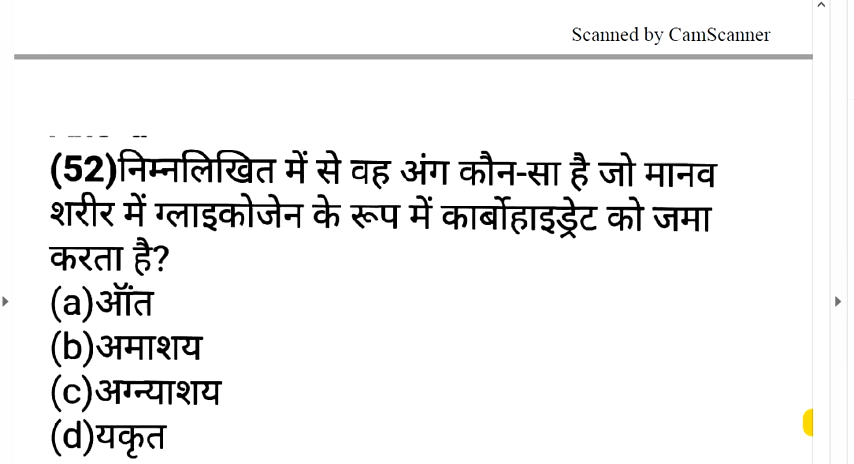 Scanned by CamScanner
(52)निम्नलिखित में से वह अंग कौन-सा है जो मानव
शरीर में ग्लाइकोजेन के रूप में कार्बोहाइड्रेट को जमा
करता है?
(a)ऑंत
(b)अमाशय
(c)अग्न्याशय
(d)यकृत